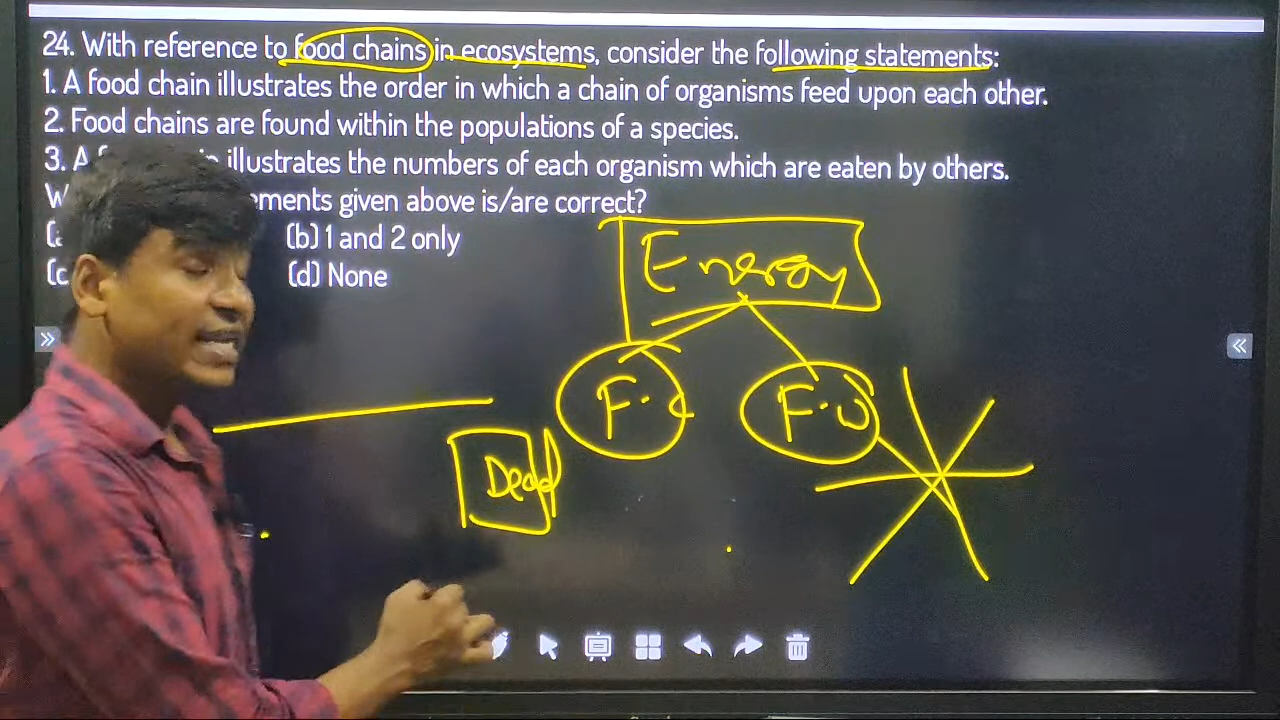 24. With reference to food chains in ecosystems, consider the following statements:
1. A food chain illustrates the order in which a chain of organisms feed upon each other.
2. Food chains are found within the populations of a species.
3. A illustrates the numbers of each organism which are eaten by others.
given above is/are correct?
(b) 1 and 2 only
(d) None
Energy
F.C
F.W
Dead